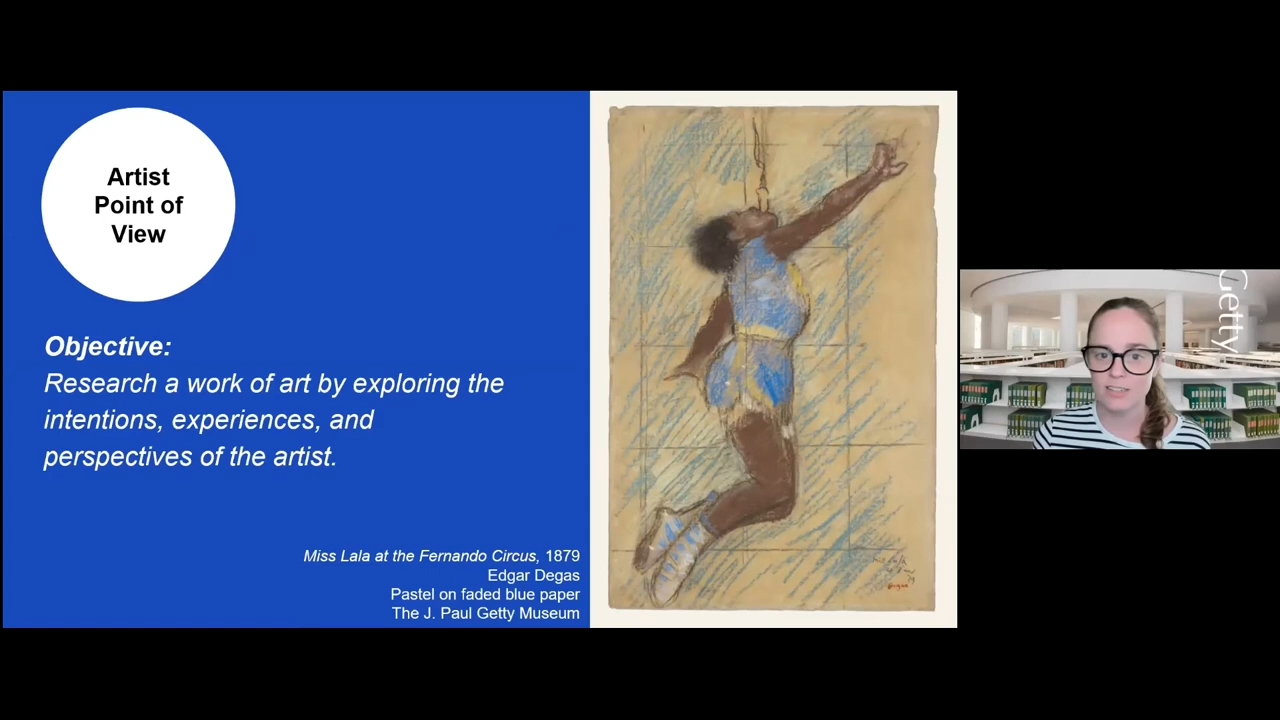 Artist
Point of
View
Objective:
Research a work of art by exploring the
intentions, experiences, and
perspectives of the artist.
Miss Lala at the Fernando Circus, 1879
Edgar Degas
Pastel on faded blue paper
The J. Paul Getty Museum
Getty